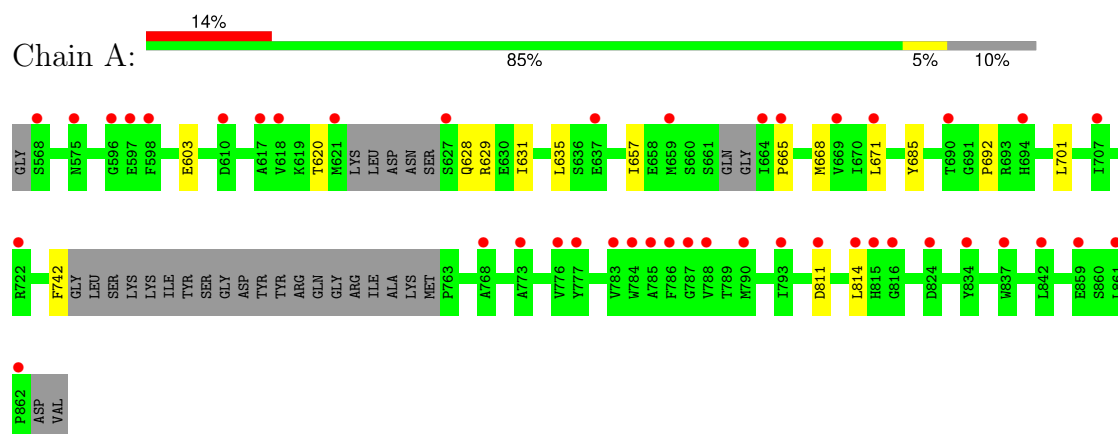 14%
Chain A:
85% 5% 10%
GLY S568 N575 G596 E597 F598 E603 D610 A617 V618 K619 T620 M621 LYS LEU ASP ASN SER S627 Q628 R629 E630 I631 L635 S636 E637 I657 E658 M659 S660 S661 GLN GLY I664 P665 M668 V669 I670 L671 Y685 T690 G691 P692 R693 H694 L701 I707
R722 F742 GLY LEU SER LYS LYS ILE TYR SER GLY ASP ASP TYR TYR ARG GLN GLY ARG ILE ALA LYS MET P763 A768 A773 V776 Y777 V783 W784 A785 F786 G787 V788 T789 M790 I793 D811 L814 H815 G816 D824 Y834 W837 L842 E859 S860 L861
P862 ASP VAL